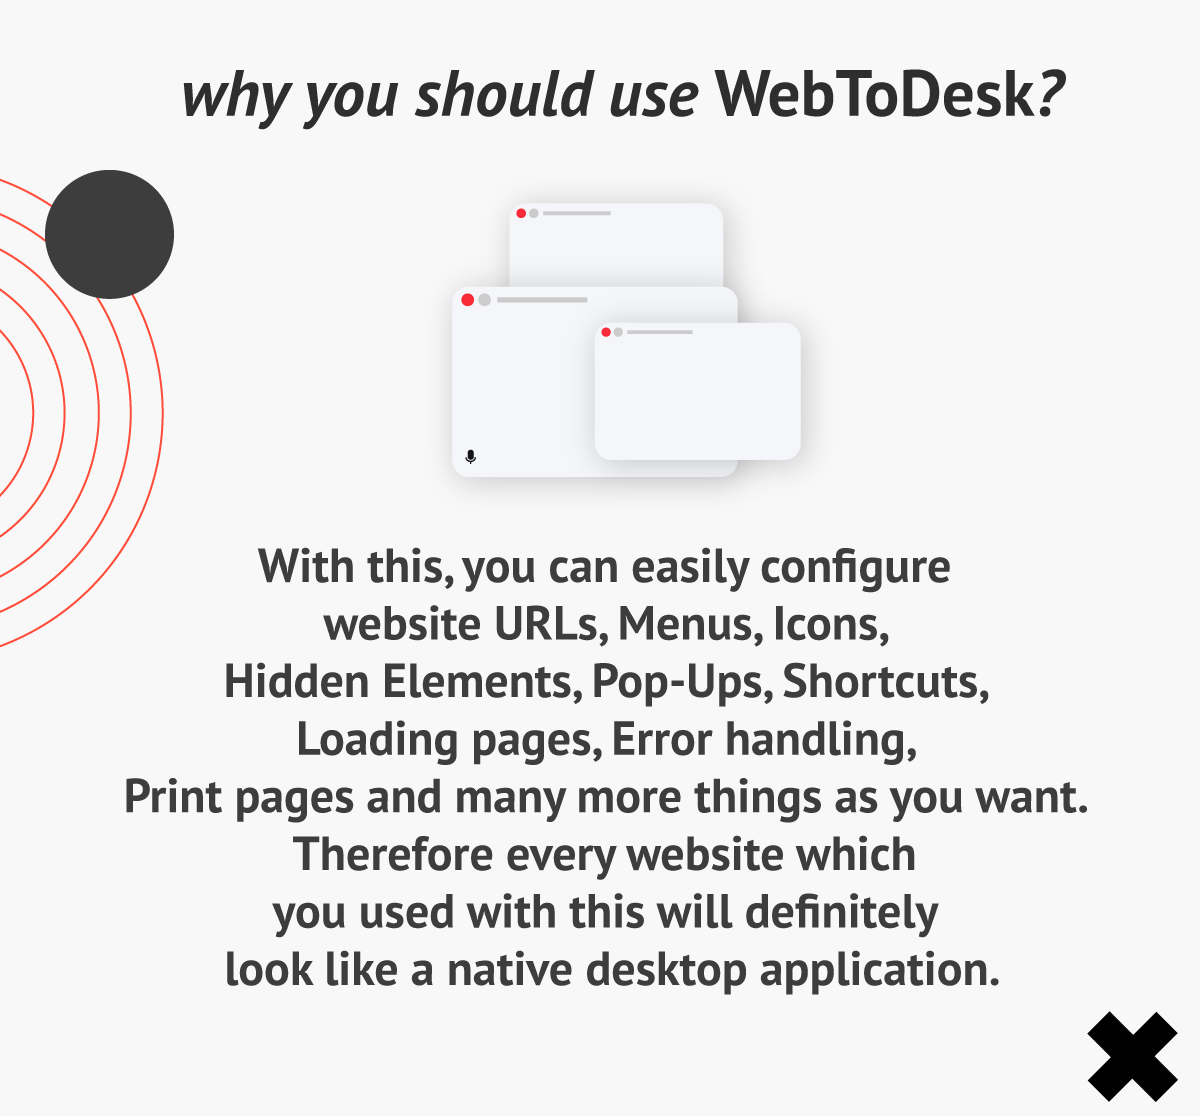 why you should use WebToDesk?
With this, you can easily configure
website URLs, Menus, Icons,
Hidden Elements, Pop-Ups, Shortcuts,
Loading pages, Error handling,
Print pages and many more things as you want.
Therefore every website which
you used with this will definitely
look like a native desktop application.